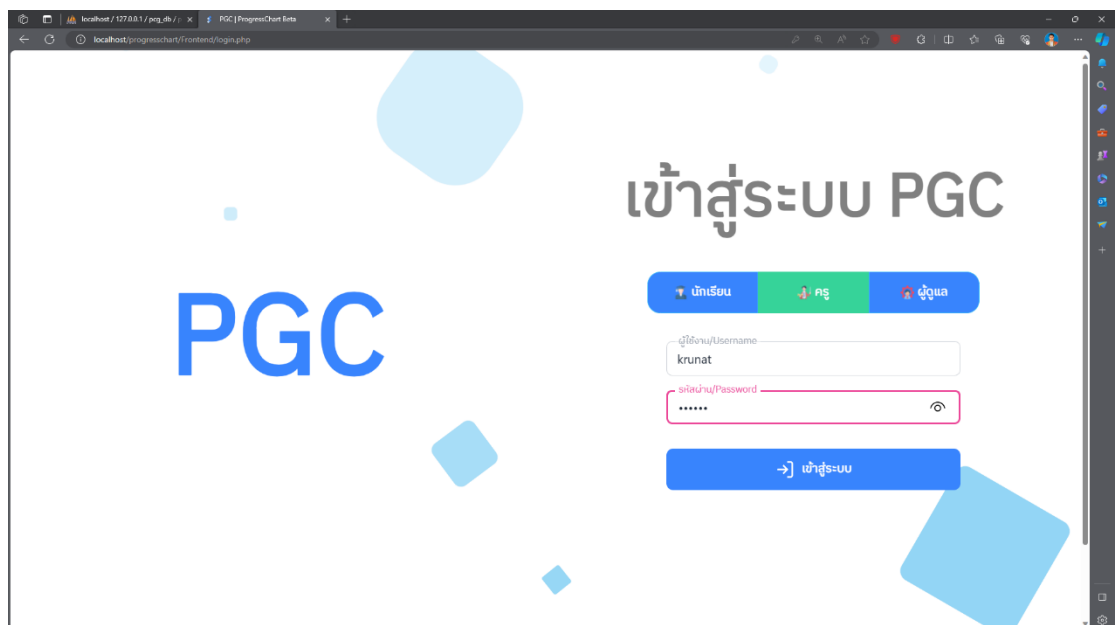 localhost / 127.0.0.1 / prg_db / p
PGC | ProgressChart Beta
localhost/progresschart/Frontend/login.php
เข้าสู่ระบบ PGC
PGC
นักเรียน
ครู
ผู้ดูแล
ผู้ใช้งาน/Username
krunat
รหัสผ่าน/Password
••••••
เข้าสู่ระบบ